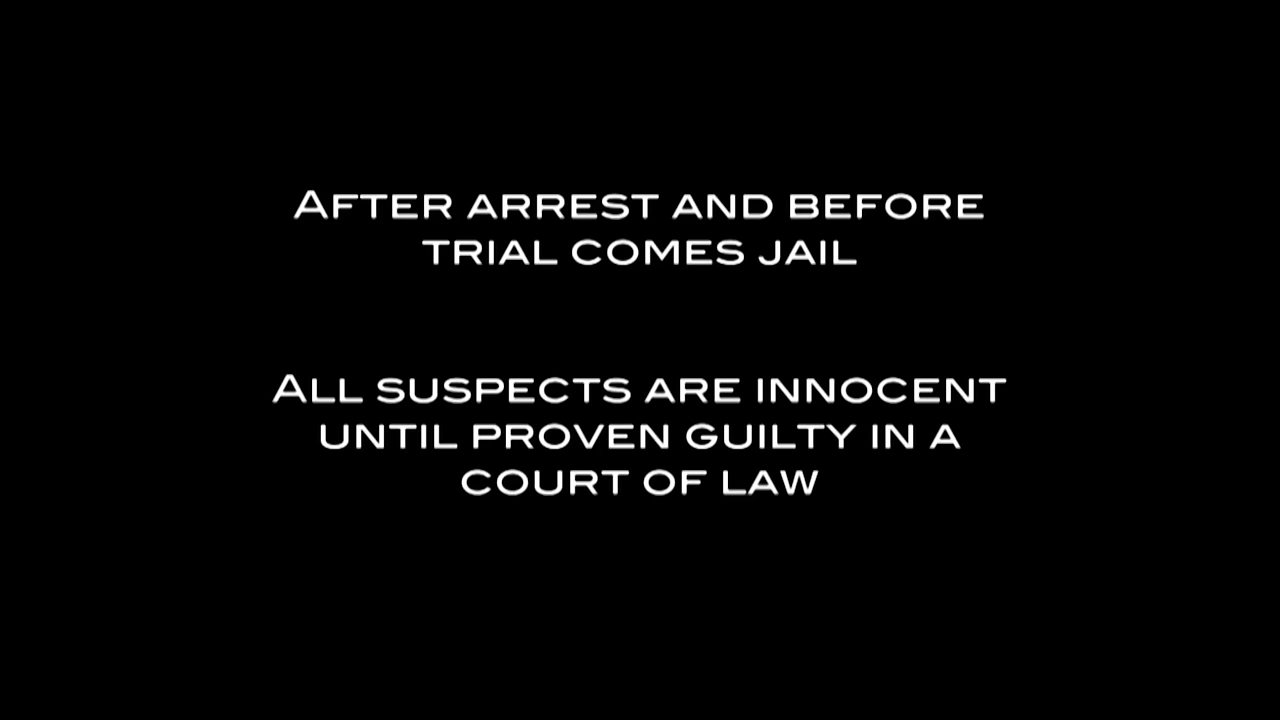 After arrest and before
trial comes jail
All suspects are innocent
until proven guilty in a
court of law